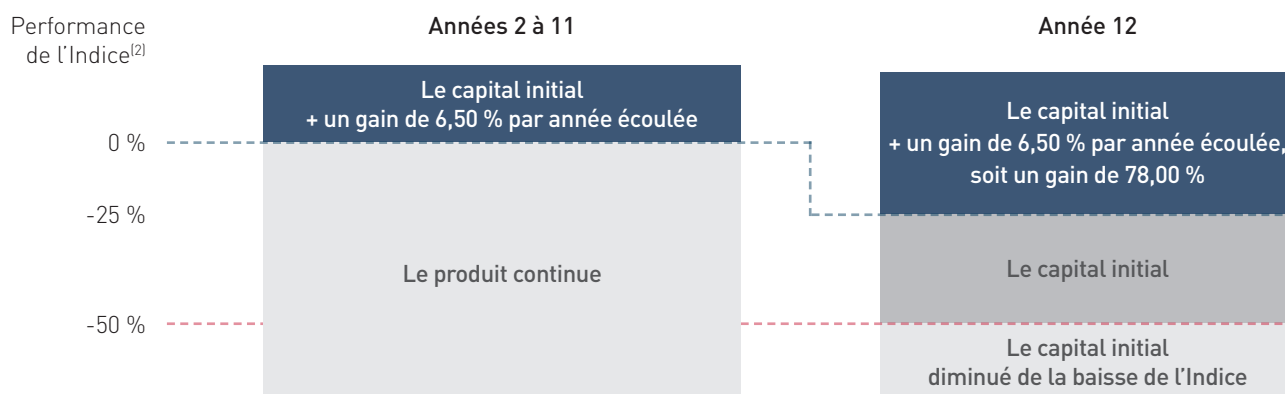 Performance
de l'Indice(2)
Années 2 à 11
Année 12
Le capital initial
+ un gain de 6,50 % par année écoulée
Le capital initial
+ un gain de 6,50 % par année écoulée,
soit un gain de 78,00 %
0 %
-25 %
Le produit continue
Le capital initial
-50 %
Le capital initial
diminué de la baisse de l'Indice